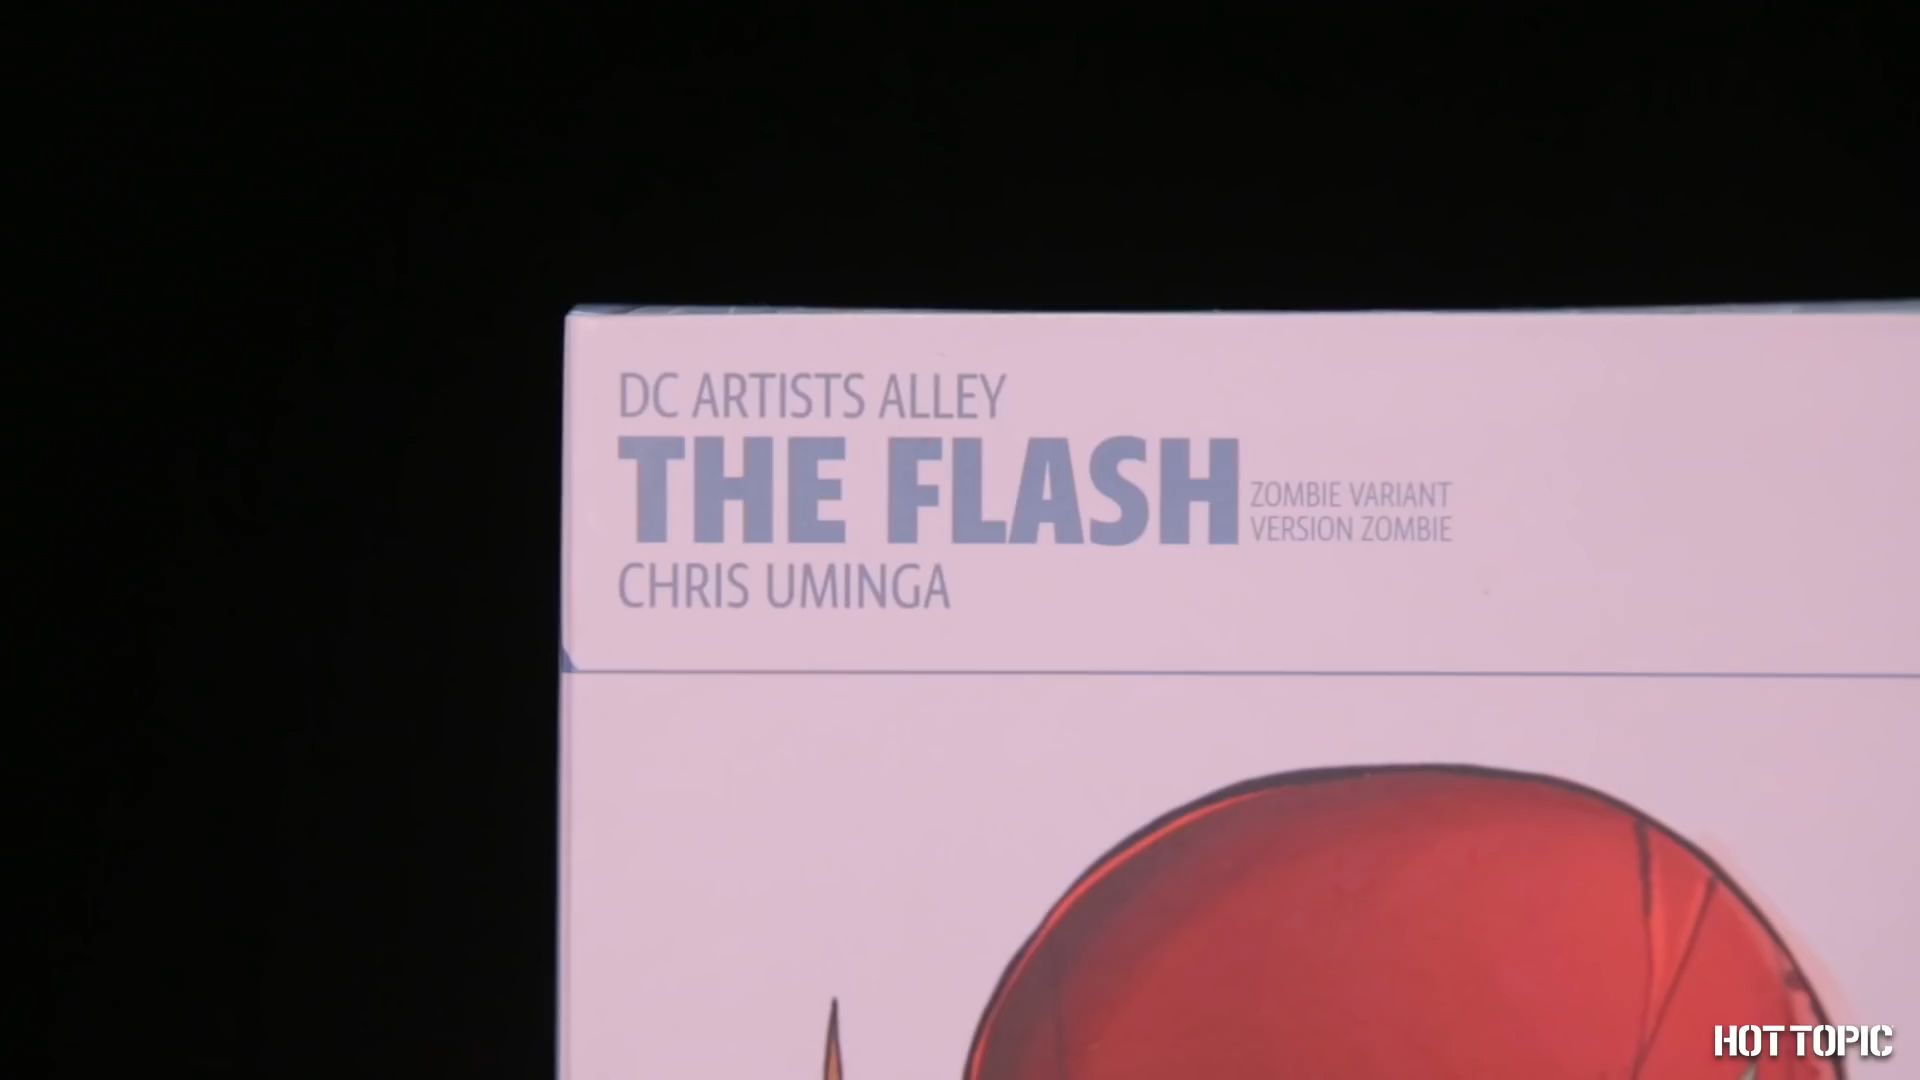 DC ARTISTS ALLEY
THE FLASH
ZOMBIE VARIANT
VERSION ZOMBIE
CHRIS UMINGA
HOT TOPIC